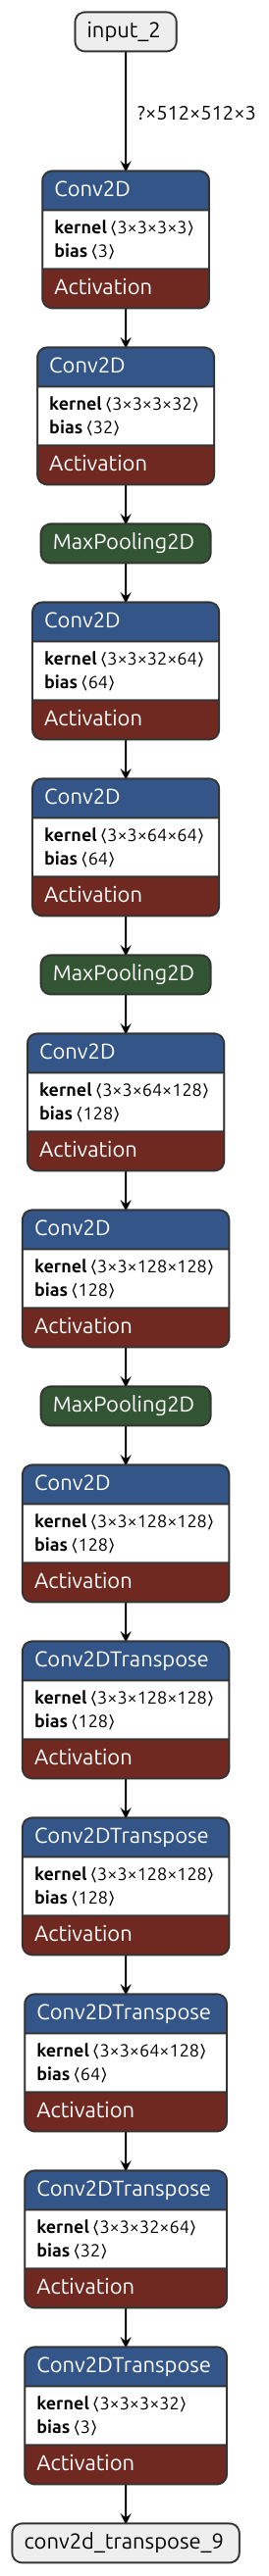 input_2
?×512×512×3
Conv2D
kernel ⟨3×3×3×3⟩
bias ⟨3⟩
Activation
Conv2D
kernel ⟨3×3×3×32⟩
bias ⟨32⟩
Activation
MaxPooling2D
Conv2D
kernel ⟨3×3×32×64⟩
bias ⟨64⟩
Activation
Conv2D
kernel ⟨3×3×64×64⟩
bias ⟨64⟩
Activation
MaxPooling2D
Conv2D
kernel ⟨3×3×64×128⟩
bias ⟨128⟩
Activation
Conv2D
kernel ⟨3×3×128×128⟩
bias ⟨128⟩
Activation
MaxPooling2D
Conv2D
kernel ⟨3×3×128×128⟩
bias ⟨128⟩
Activation
Conv2DTranspose
kernel ⟨3×3×128×128⟩
bias ⟨128⟩
Activation
Conv2DTranspose
kernel ⟨3×3×128×128⟩
bias ⟨128⟩
Activation
Conv2DTranspose
kernel ⟨3×3×64×128⟩
bias ⟨64⟩
Activation
Conv2DTranspose
kernel ⟨3×3×32×64⟩
bias ⟨32⟩
Activation
Conv2DTranspose
kernel ⟨3×3×3×32⟩
bias ⟨3⟩
Activation
conv2d_transpose_9